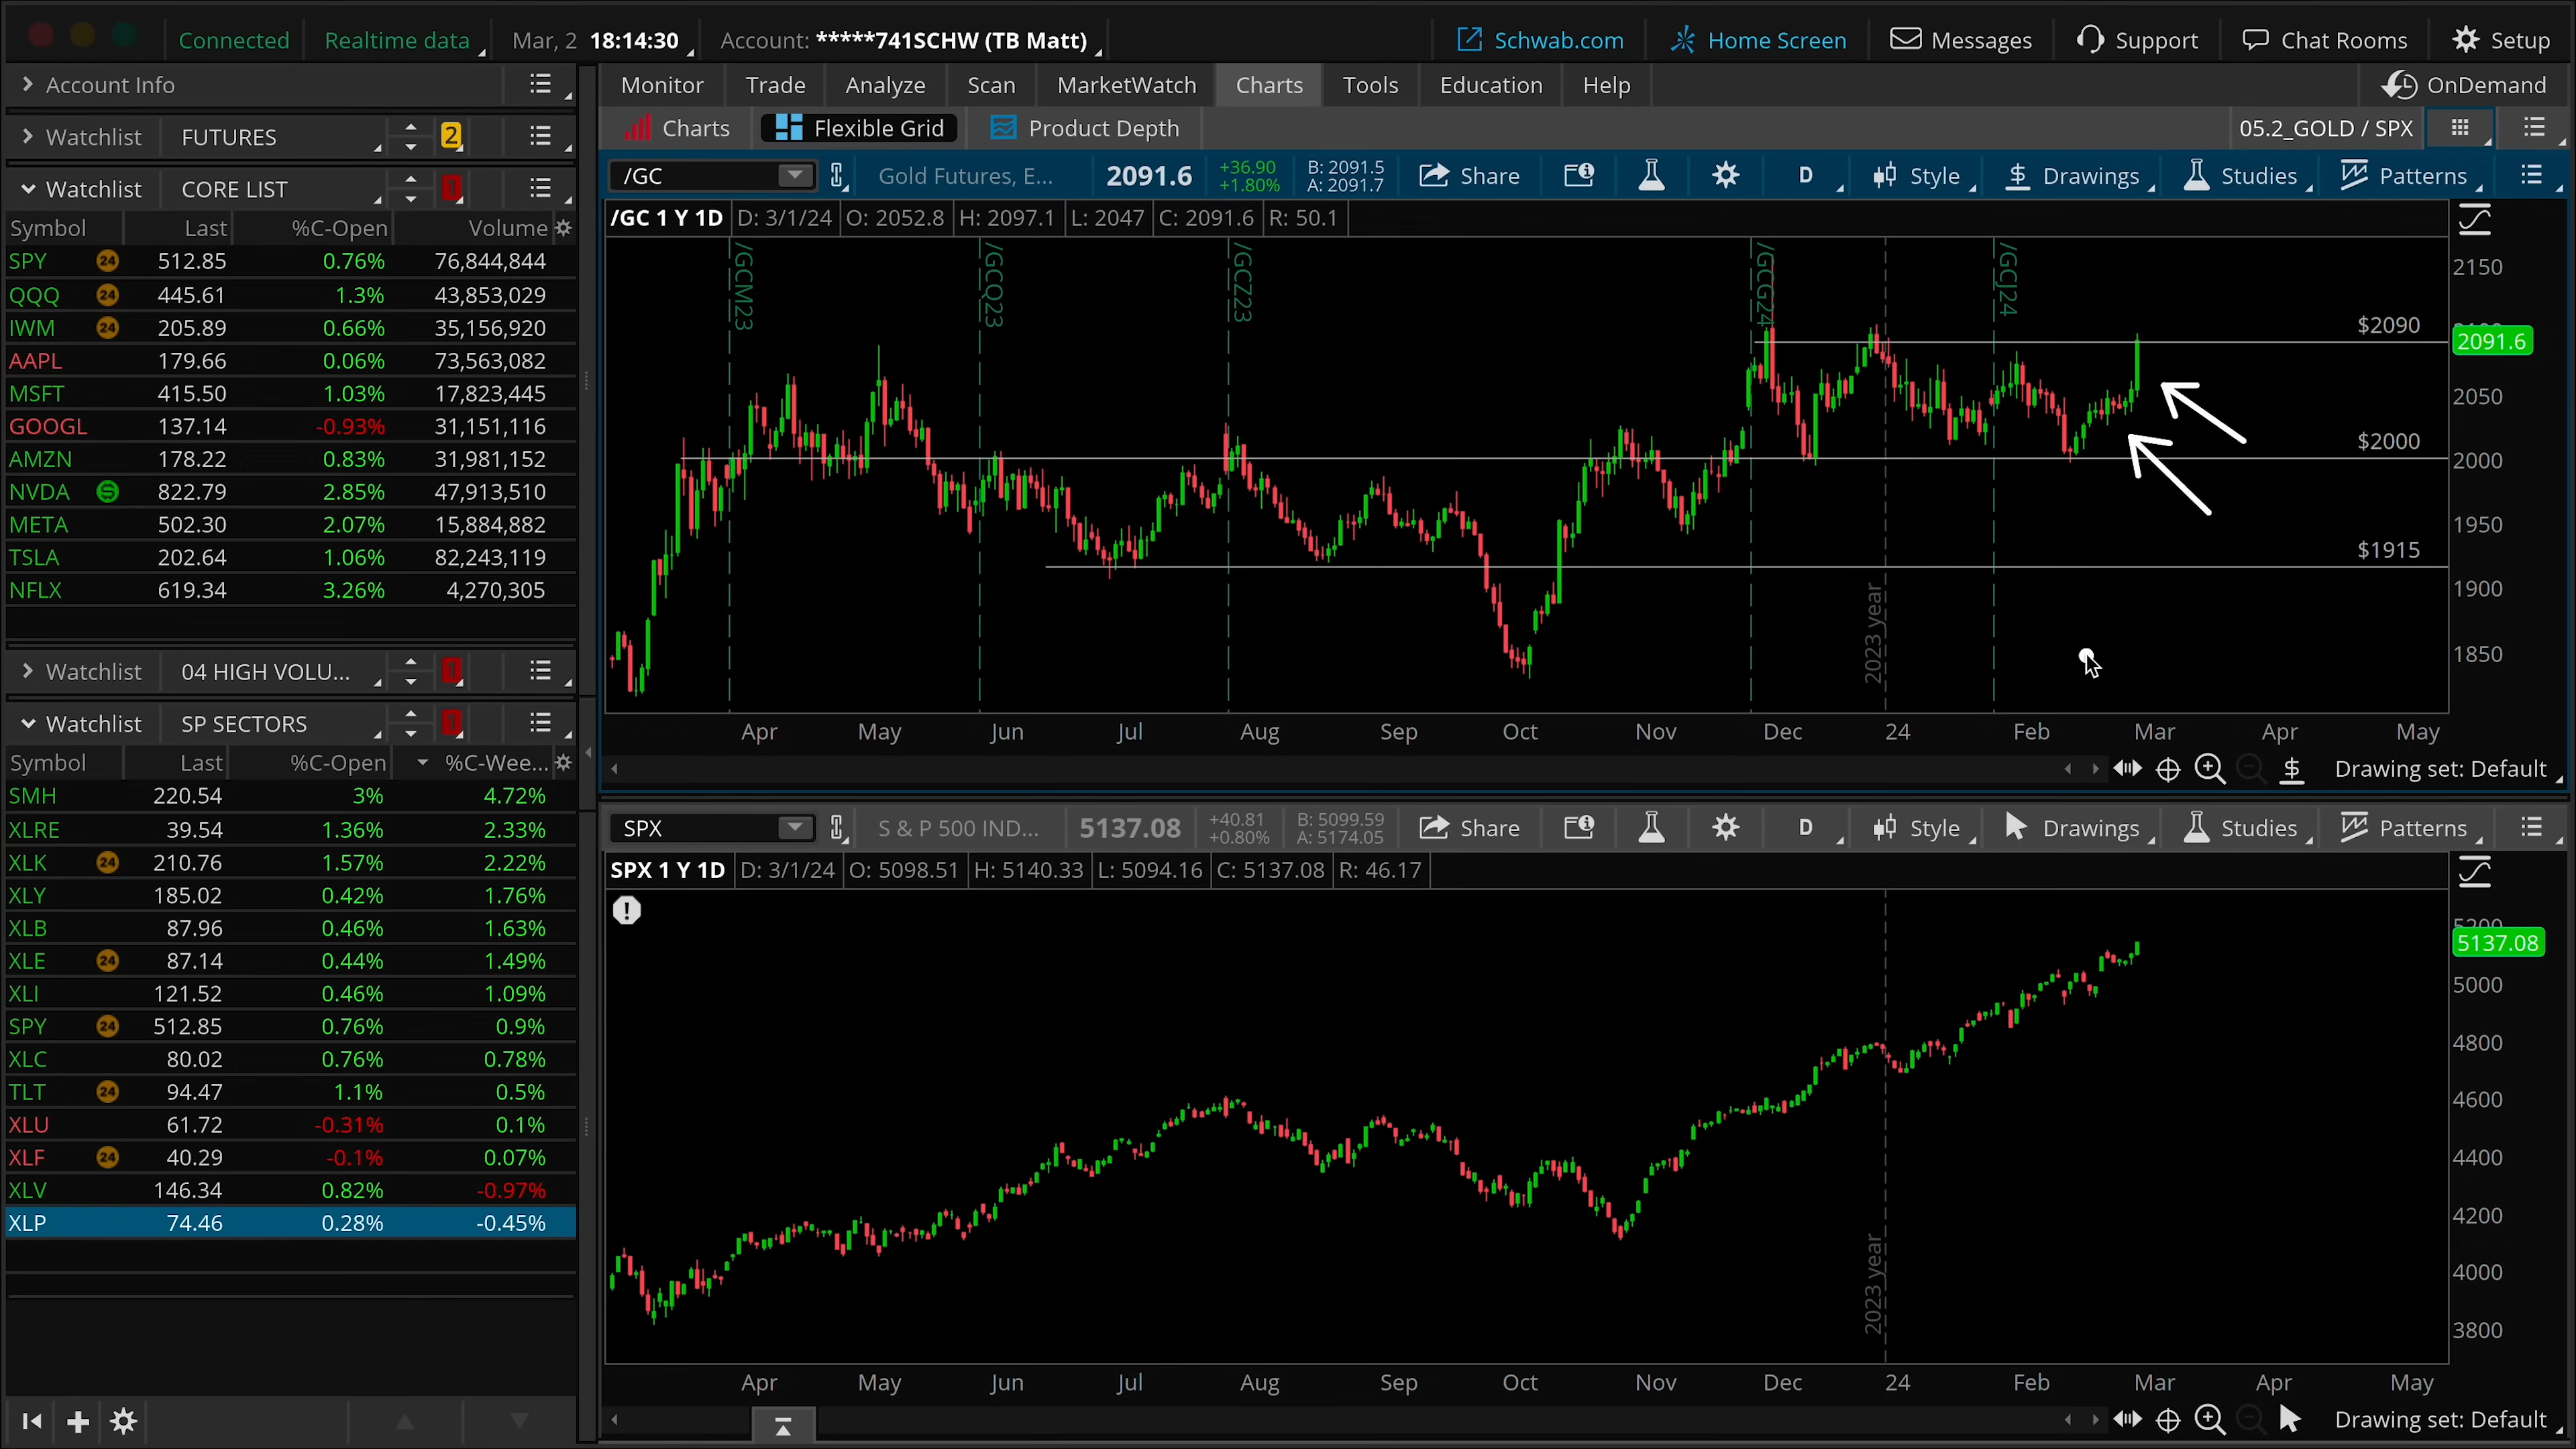 Connected Realtime data Mar, 2 18:14:30 Account: *****741SCHW (TB Matt) Schwab.com Home Screen Messages Support Chat Rooms Setup
Account Info
Monitor Trade Analyze Scan MarketWatch Charts Tools Education Help OnDemand
Watchlist FUTURES 2
Charts Flexible Grid Product Depth 05.2_GOLD / SPX
Watchlist CORE LIST 1
Symbol Last %C-Open Volume
SPY 24 512.85 0.76% 76,844,844
QQQ 24 445.61 1.3% 43,853,029
IWM 24 205.89 0.66% 35,156,920
AAPL 179.66 0.06% 73,563,082
MSFT 415.50 1.03% 17,823,445
GOOGL 137.14 -0.93% 31,151,116
AMZN 178.22 0.83% 31,981,152
NVDA 822.79 2.85% 47,913,510
META 502.30 2.07% 15,884,882
TSLA 202.64 1.06% 82,243,119
NFLX 619.34 3.26% 4,270,305
Watchlist 04 HIGH VOLU... 1
Watchlist SP SECTORS 1
Symbol Last %C-Open %C-Wee...
SMH 220.54 3% 4.72%
XLRE 39.54 1.36% 2.33%
XLK 24 210.76 1.57% 2.22%
XLY 185.02 0.42% 1.76%
XLB 87.96 0.46% 1.63%
XLE 24 87.14 0.44% 1.49%
XLI 121.52 0.46% 1.09%
SPY 24 512.85 0.76% 0.9%
XLC 80.02 0.76% 0.78%
TLT 24 94.47 1.1% 0.5%
XLU 61.72 -0.31% 0.1%
XLF 24 40.29 -0.1% 0.07%
XLV 146.34 0.82% -0.97%
XLP 74.46 0.28% -0.45%
/GC Gold Futures, E... 2091.6 +36.90 +1.80% B: 2091.5 A: 2091.7 Share D Style $ Drawings Studies Patterns
/GC 1 Y 1D D: 3/1/24 O: 2052.8 H: 2097.1 L: 2047 C: 2091.6 R: 50.1
/GCM23
/GCQ23
/GCZ23
/GCG24
/GCJ24
2150
$2090
2091.6
2050
$2000
2000
1950
$1915
1900
1850
2023 year
Apr May Jun Jul Aug Sep Oct Nov Dec 24 Feb Mar Apr May
$ Drawing set: Default
SPX S & P 500 IND... 5137.08 +40.81 +0.80% B: 5099.59 A: 5174.05 Share D Style Drawings Studies Patterns
SPX 1 Y 1D D: 3/1/24 O: 5098.51 H: 5140.33 L: 5094.16 C: 5137.08 R: 46.17
5137.08
5000
4800
4600
4400
4200
4000
3800
2023 year
Apr May Jun Jul Aug Sep Oct Nov Dec 24 Feb Mar Apr May
Drawing set: Default